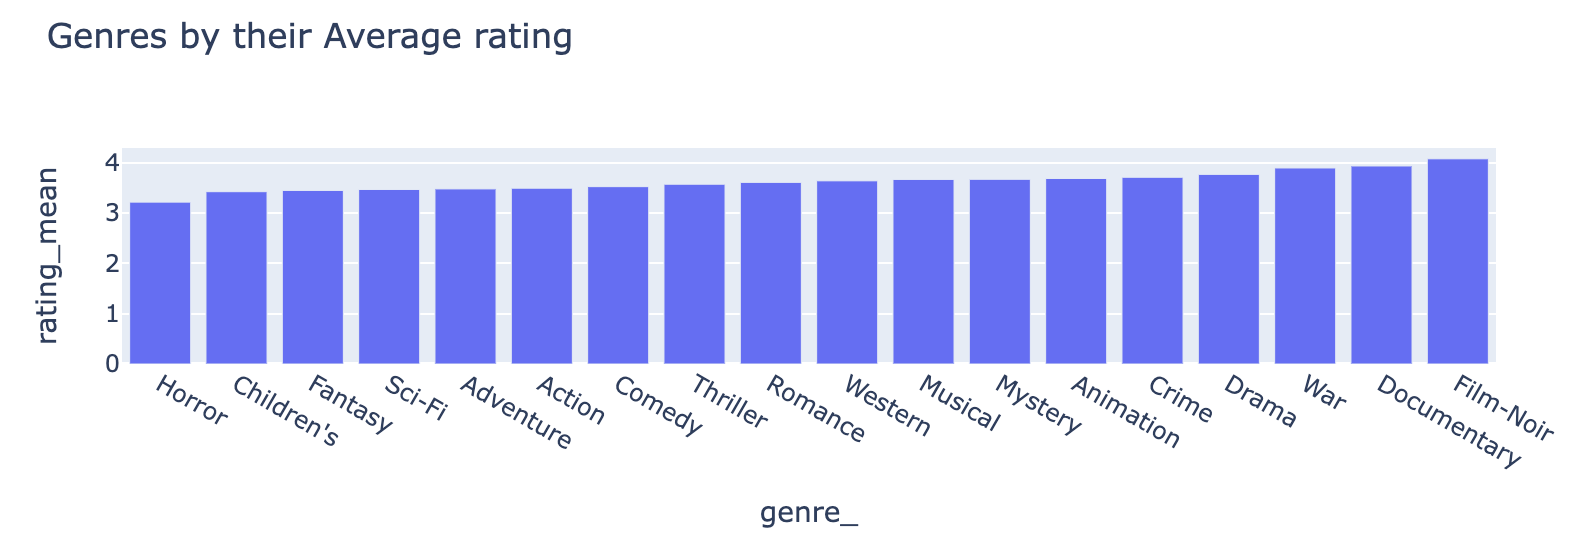 Genres by their Average rating
rating_mean
4
3
2
1
0
Horror
Children's
Fantasy
Sci-Fi
Adventure
Action
Comedy
Thriller
Romance
Western
Musical
Mystery
Animation
Crime
Drama
War
Documentary
Film-Noir
genre_